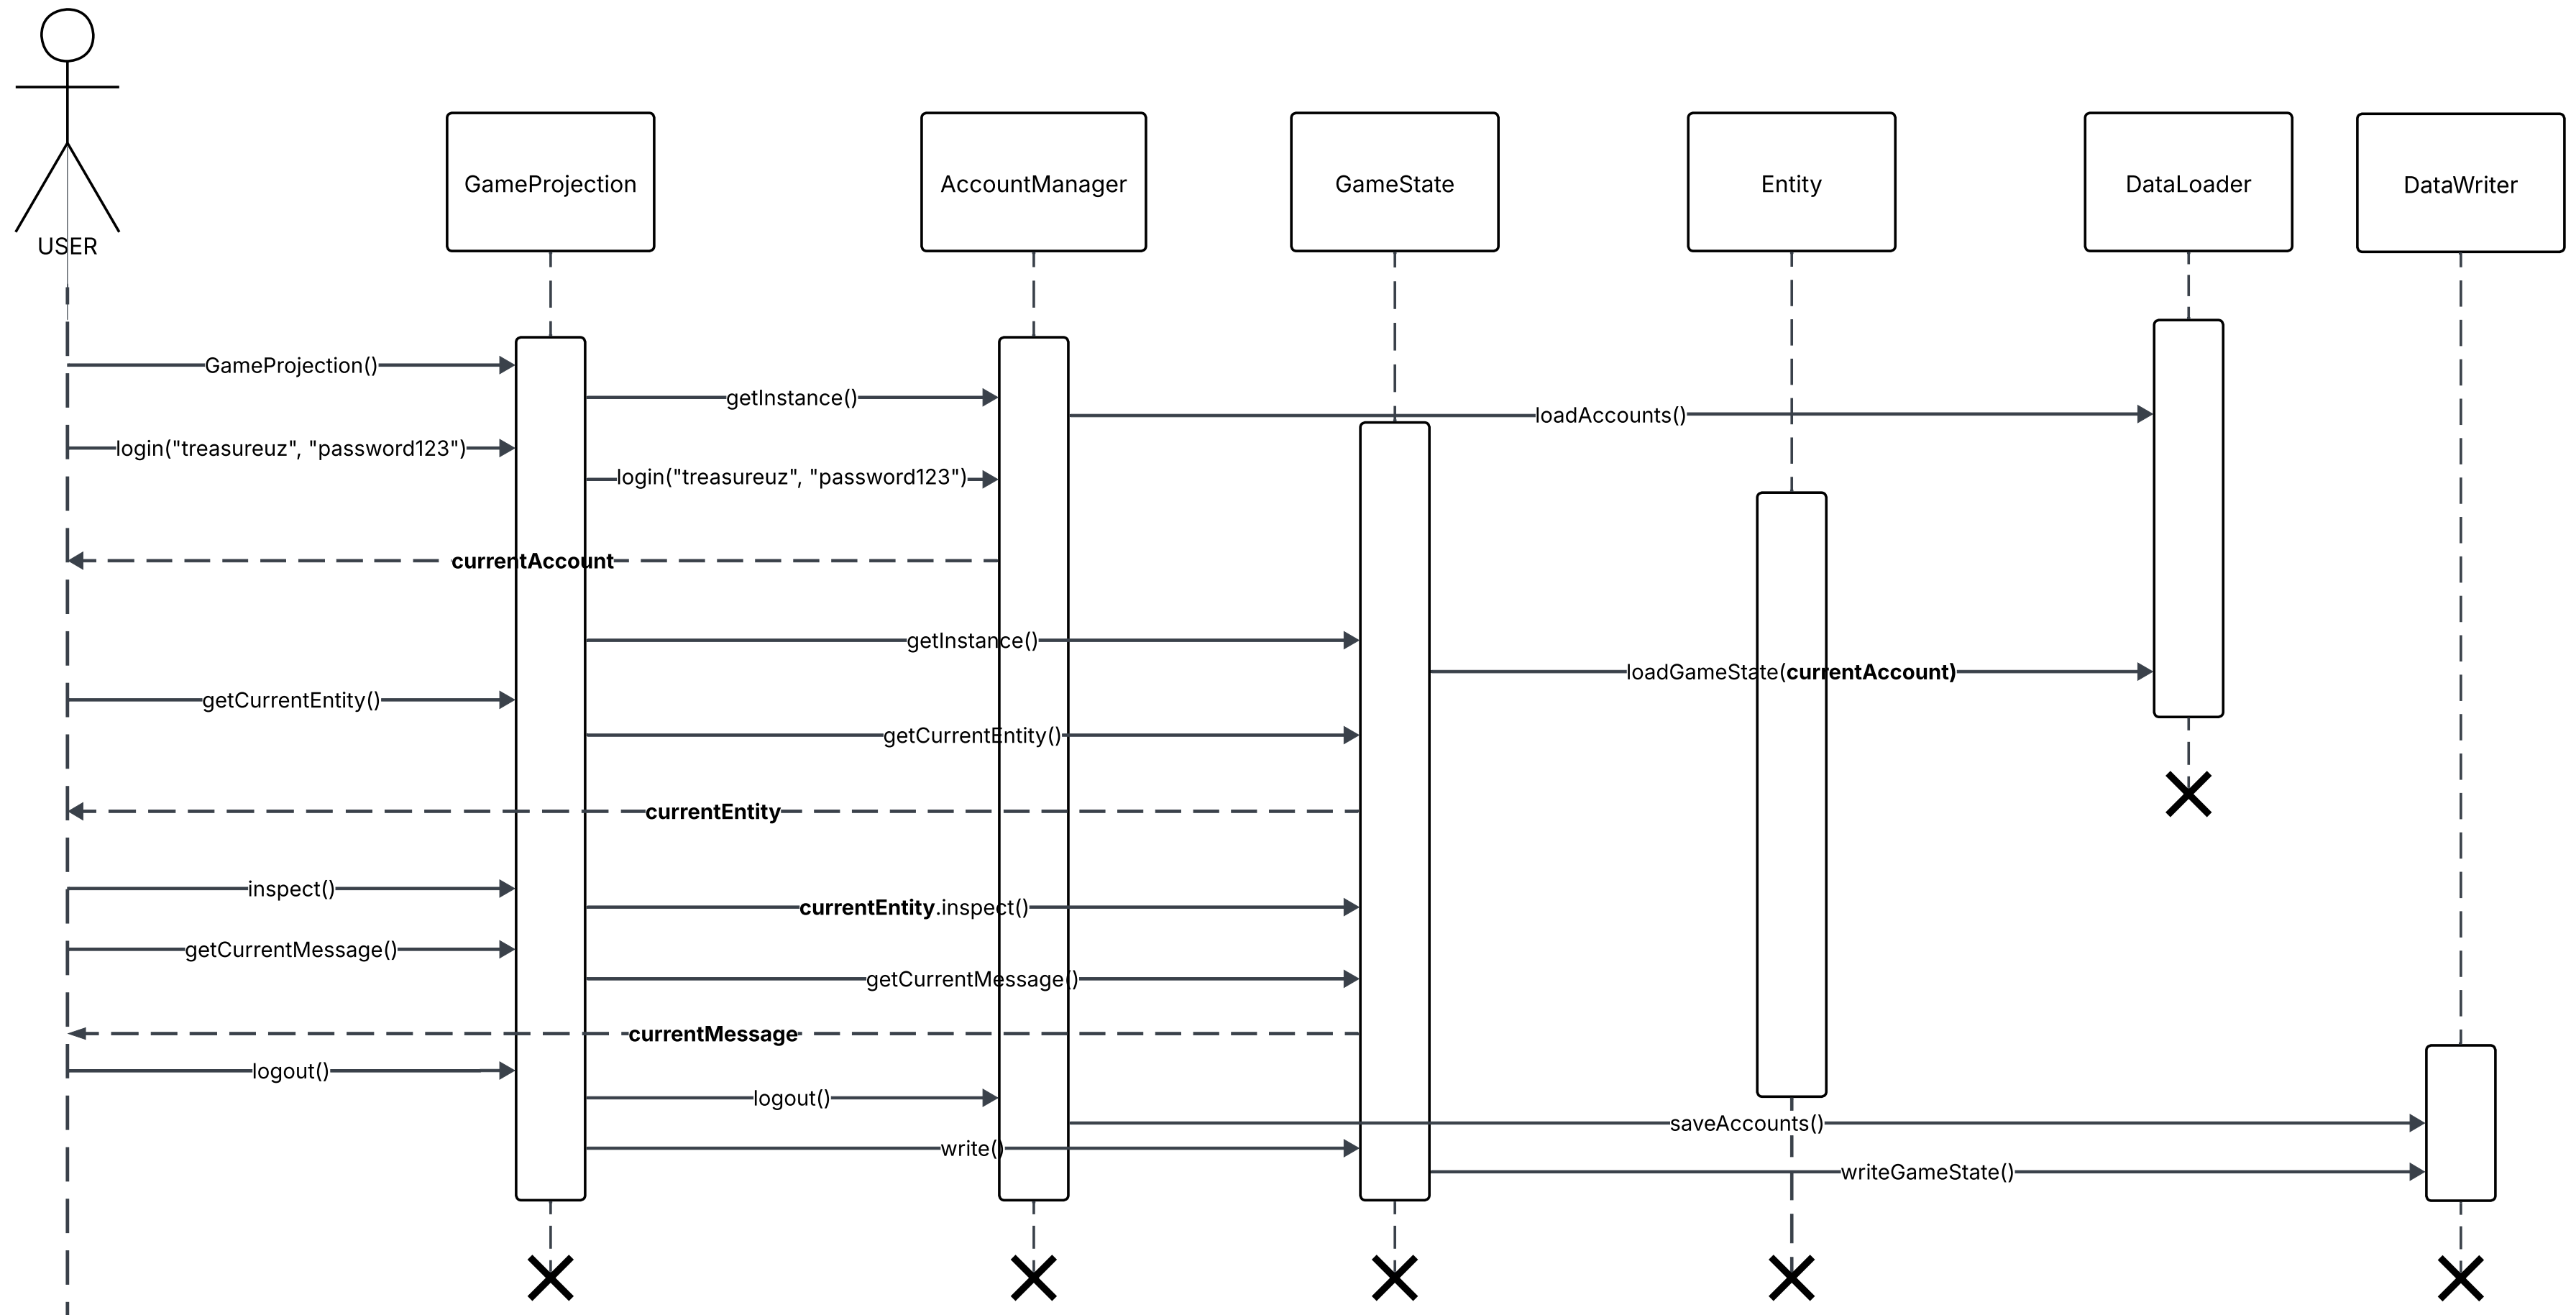 USER
GameProjection
AccountManager
GameState
Entity
DataLoader
DataWriter
GameProjection()
getInstance()
loadAccounts()
login("treasureuz", "password123")
login("treasureuz", "password123")
currentAccount
getInstance()
loadGameState(currentAccount)
getCurrentEntity()
getCurrentEntity()
currentEntity
inspect()
currentEntity.inspect()
getCurrentMessage()
getCurrentMessage()
currentMessage
logout()
logout()
saveAccounts()
write()
writeGameState()